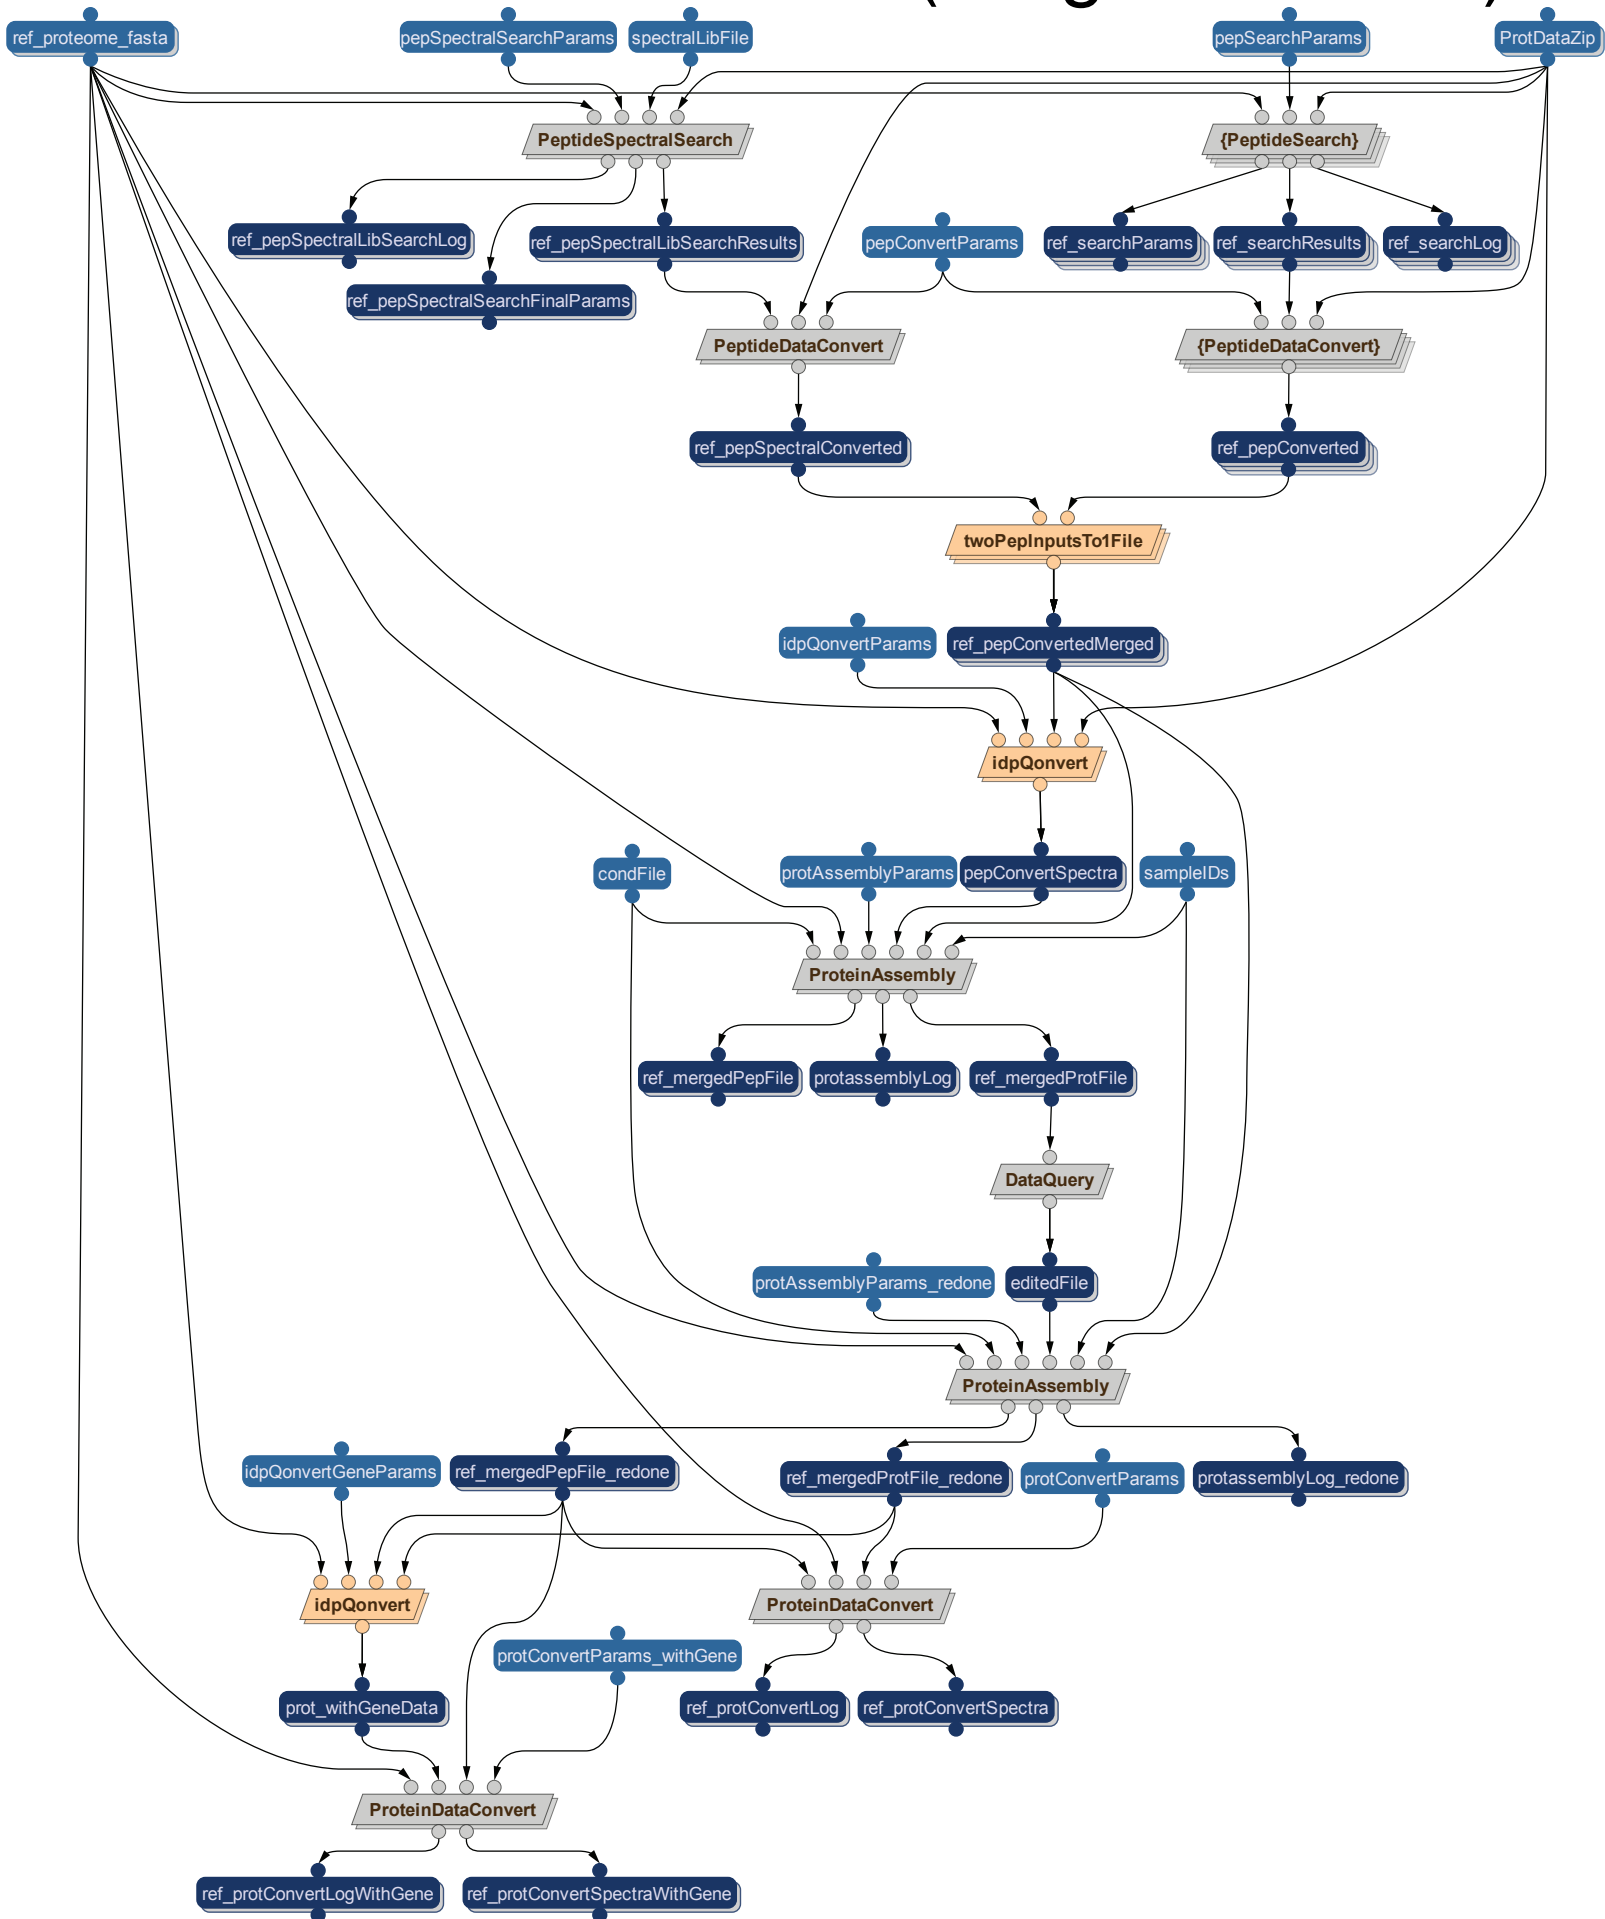 ref_proteome_fasta
pepSpectralSearchParams
spectralLibFile
pepSearchParams
ProtDataZip
PeptideSpectralSearch
{PeptideSearch}
ref_pepSpectralLibSearchLog
ref_pepSpectralLibSearchResults
pepConvertParams
ref_searchParams
ref_searchResults
ref_searchLog
ref_pepSpectralSearchFinalParams
PeptideDataConvert
{PeptideDataConvert}
ref_pepSpectralConverted
ref_pepConverted
twoPepInputsTo1File
idpQonvertParams
ref_pepConvertedMerged
idpQonvert
condFile
protAssemblyParams
pepConvertSpectra
sampleIDs
ProteinAssembly
ref_mergedPepFile
protassemblyLog
ref_mergedProtFile
DataQuery
protAssemblyParams_redone
editedFile
ProteinAssembly
idpQonvertGeneParams
ref_mergedPepFile_redone
ref_mergedProtFile_redone
protConvertParams
protassemblyLog_redone
idpQonvert
ProteinDataConvert
protConvertParams_withGene
prot_withGeneData
ref_protConvertLog
ref_protConvertSpectra
ProteinDataConvert
ref_protConvertLogWithGene
ref_protConvertSpectraWithGene